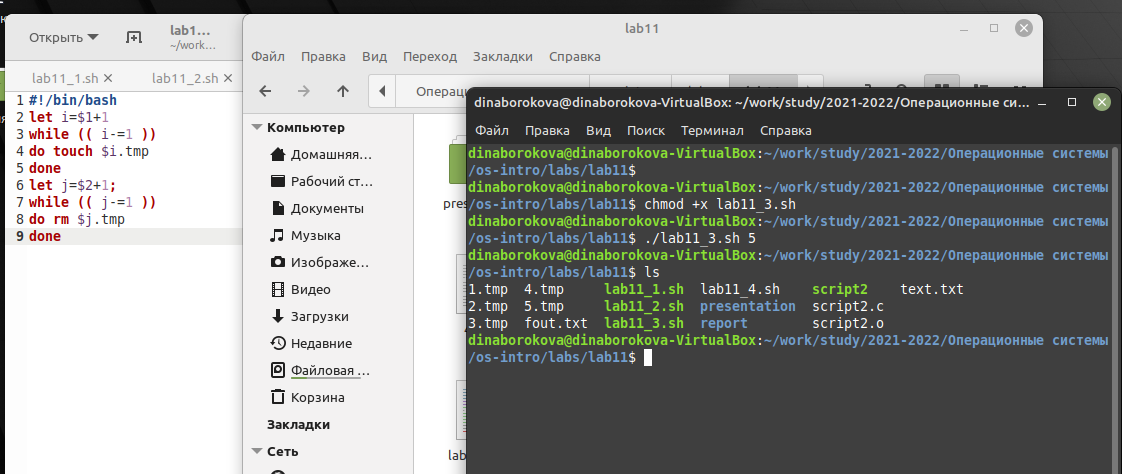 Открыть
lab1...
~/work...
lab11_1.sh
lab11_2.sh
1 #!/bin/bash
2 let i=$1+1
3 while (( i-=1 ))
4 do touch $i.tmp
5 done
6 let j=$2+1;
7 while (( j-=1 ))
8 do rm $j.tmp
9 done
lab11
Файл Правка Вид Переход Закладки Справка
Компьютер
Домашняя...
Рабочий ст...
Документы
Музыка
Изображе...
Видео
Загрузки
Недавние
Файловая ...
Корзина
Закладки
Сеть
dinaborokova@dinaborokova-VirtualBox: ~/work/study/2021-2022/Операционные си...
Файл Правка Вид Поиск Терминал Справка
dinaborokova@dinaborokova-VirtualBox:~/work/study/2021-2022/Операционные системы
/os-intro/labs/lab11$
dinaborokova@dinaborokova-VirtualBox:~/work/study/2021-2022/Операционные системы
/os-intro/labs/lab11$ chmod +x lab11_3.sh
dinaborokova@dinaborokova-VirtualBox:~/work/study/2021-2022/Операционные системы
/os-intro/labs/lab11$ ./lab11_3.sh 5
dinaborokova@dinaborokova-VirtualBox:~/work/study/2021-2022/Операционные системы
/os-intro/labs/lab11$ ls
1.tmp 4.tmp lab11_1.sh lab11_4.sh script2 text.txt
2.tmp 5.tmp lab11_2.sh presentation script2.c
3.tmp fout.txt lab11_3.sh report script2.o
dinaborokova@dinaborokova-VirtualBox:~/work/study/2021-2022/Операционные системы
/os-intro/labs/lab11$